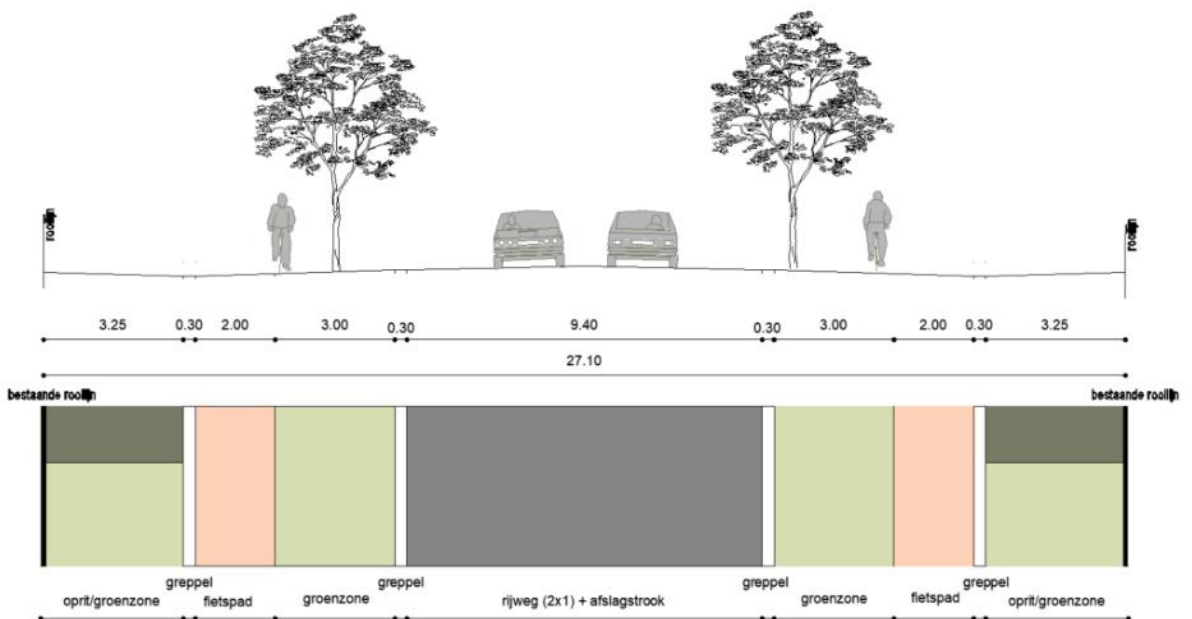 rooilijn
rooilijn
3.25 0.30 2.00 3.00 0.30 9.40 0.30 3.00 2.00 0.30 3.25
27.10
bestaande rooilijn
bestaande rooilijn
greppel greppel greppel greppel
oprit/groenzone fietspad groenzone rijweg (2x1) + afslagstrook groenzone fietspad oprit/groenzone